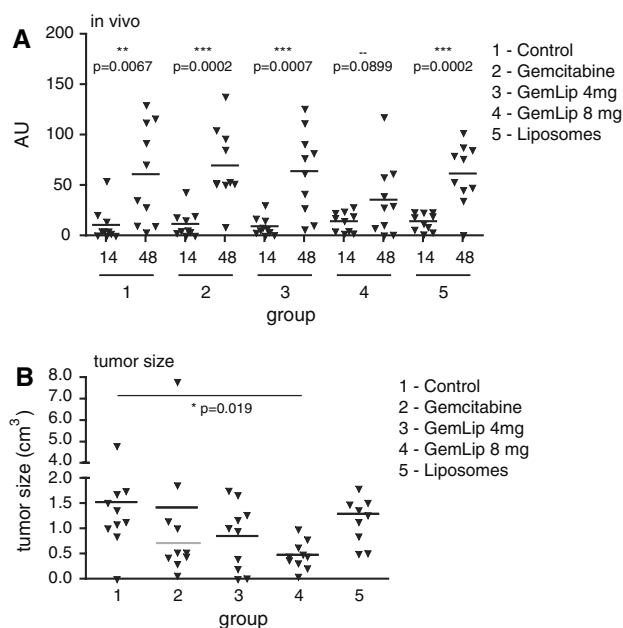 A
in vivo
200
150
100
50
0
AU
** *** *** -- ***
p=0.0067 p=0.0002 p=0.0007 p=0.0899 p=0.0002
14 48 14 48 14 48 14 48 14 48
1 2 3 4 5
group
1 - Control
2 - Gemcitabine
3 - GemLip 4mg
4 - GemLip 8 mg
5 - Liposomes
B
tumor size
8.0
7.0
6.0
5.0
4.0
2.0
1.5
1.0
0.5
0.0
tumor size (cm³)
* p=0.019
1 2 3 4 5
group
1 - Control
2 - Gemcitabine
3 - GemLip 4mg
4 - GemLip 8 mg
5 - Liposomes